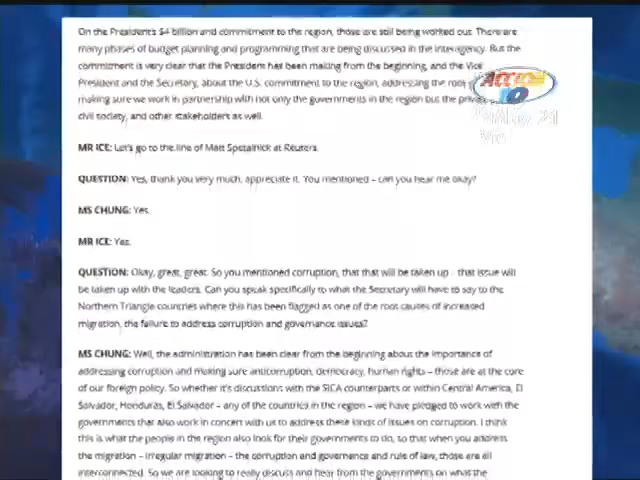 On the President's $4 billion and commitment to the region, those are still being worked out. There are
many phases of budget planning and programming that are being discussed in the interagency. But the
commitment is very clear that the President has been making from the beginning, and the Vice
President and the Secretary, about the U.S. commitment to the region, addressing the root
making sure we work in partnership with not only the governments in the region but the
civil society, and other stakeholders as well.
MR ICE: Let's go to the line of Matt Spetalnick at Reuters.
QUESTION: Yes, thank you very much, appreciate it. You mentioned – can you hear me okay?
MS CHUNG: Yes.
MR ICE: Yes.
QUESTION: Okay, great, great. So you mentioned corruption, that that will be taken up – that issue will
be taken up with the leaders. Can you speak specifically to what the Secretary will have to say to the
Northern Triangle countries where this has been flagged as one of the root causes of increased
migration, the failure to address corruption and governance issues?
MS CHUNG: Well, the administration has been clear from the beginning about the importance of
addressing corruption and making sure anticorruption, democracy, human rights – those are at the core
of our foreign policy. So whether it's discussions with the SICA counterparts or within Central America, El
Salvador, Honduras, El Salvador – any of the countries in the region – we have pledged to work with the
governments that also work in concert with us to address these kinds of issues on corruption. I think
this is what the people in the region also look for their governments to do, so that when you address
the migration – irregular migration – the corruption and governance and rule of law, those are all
interconnected. So we are looking to really discuss and hear from the governments on what the